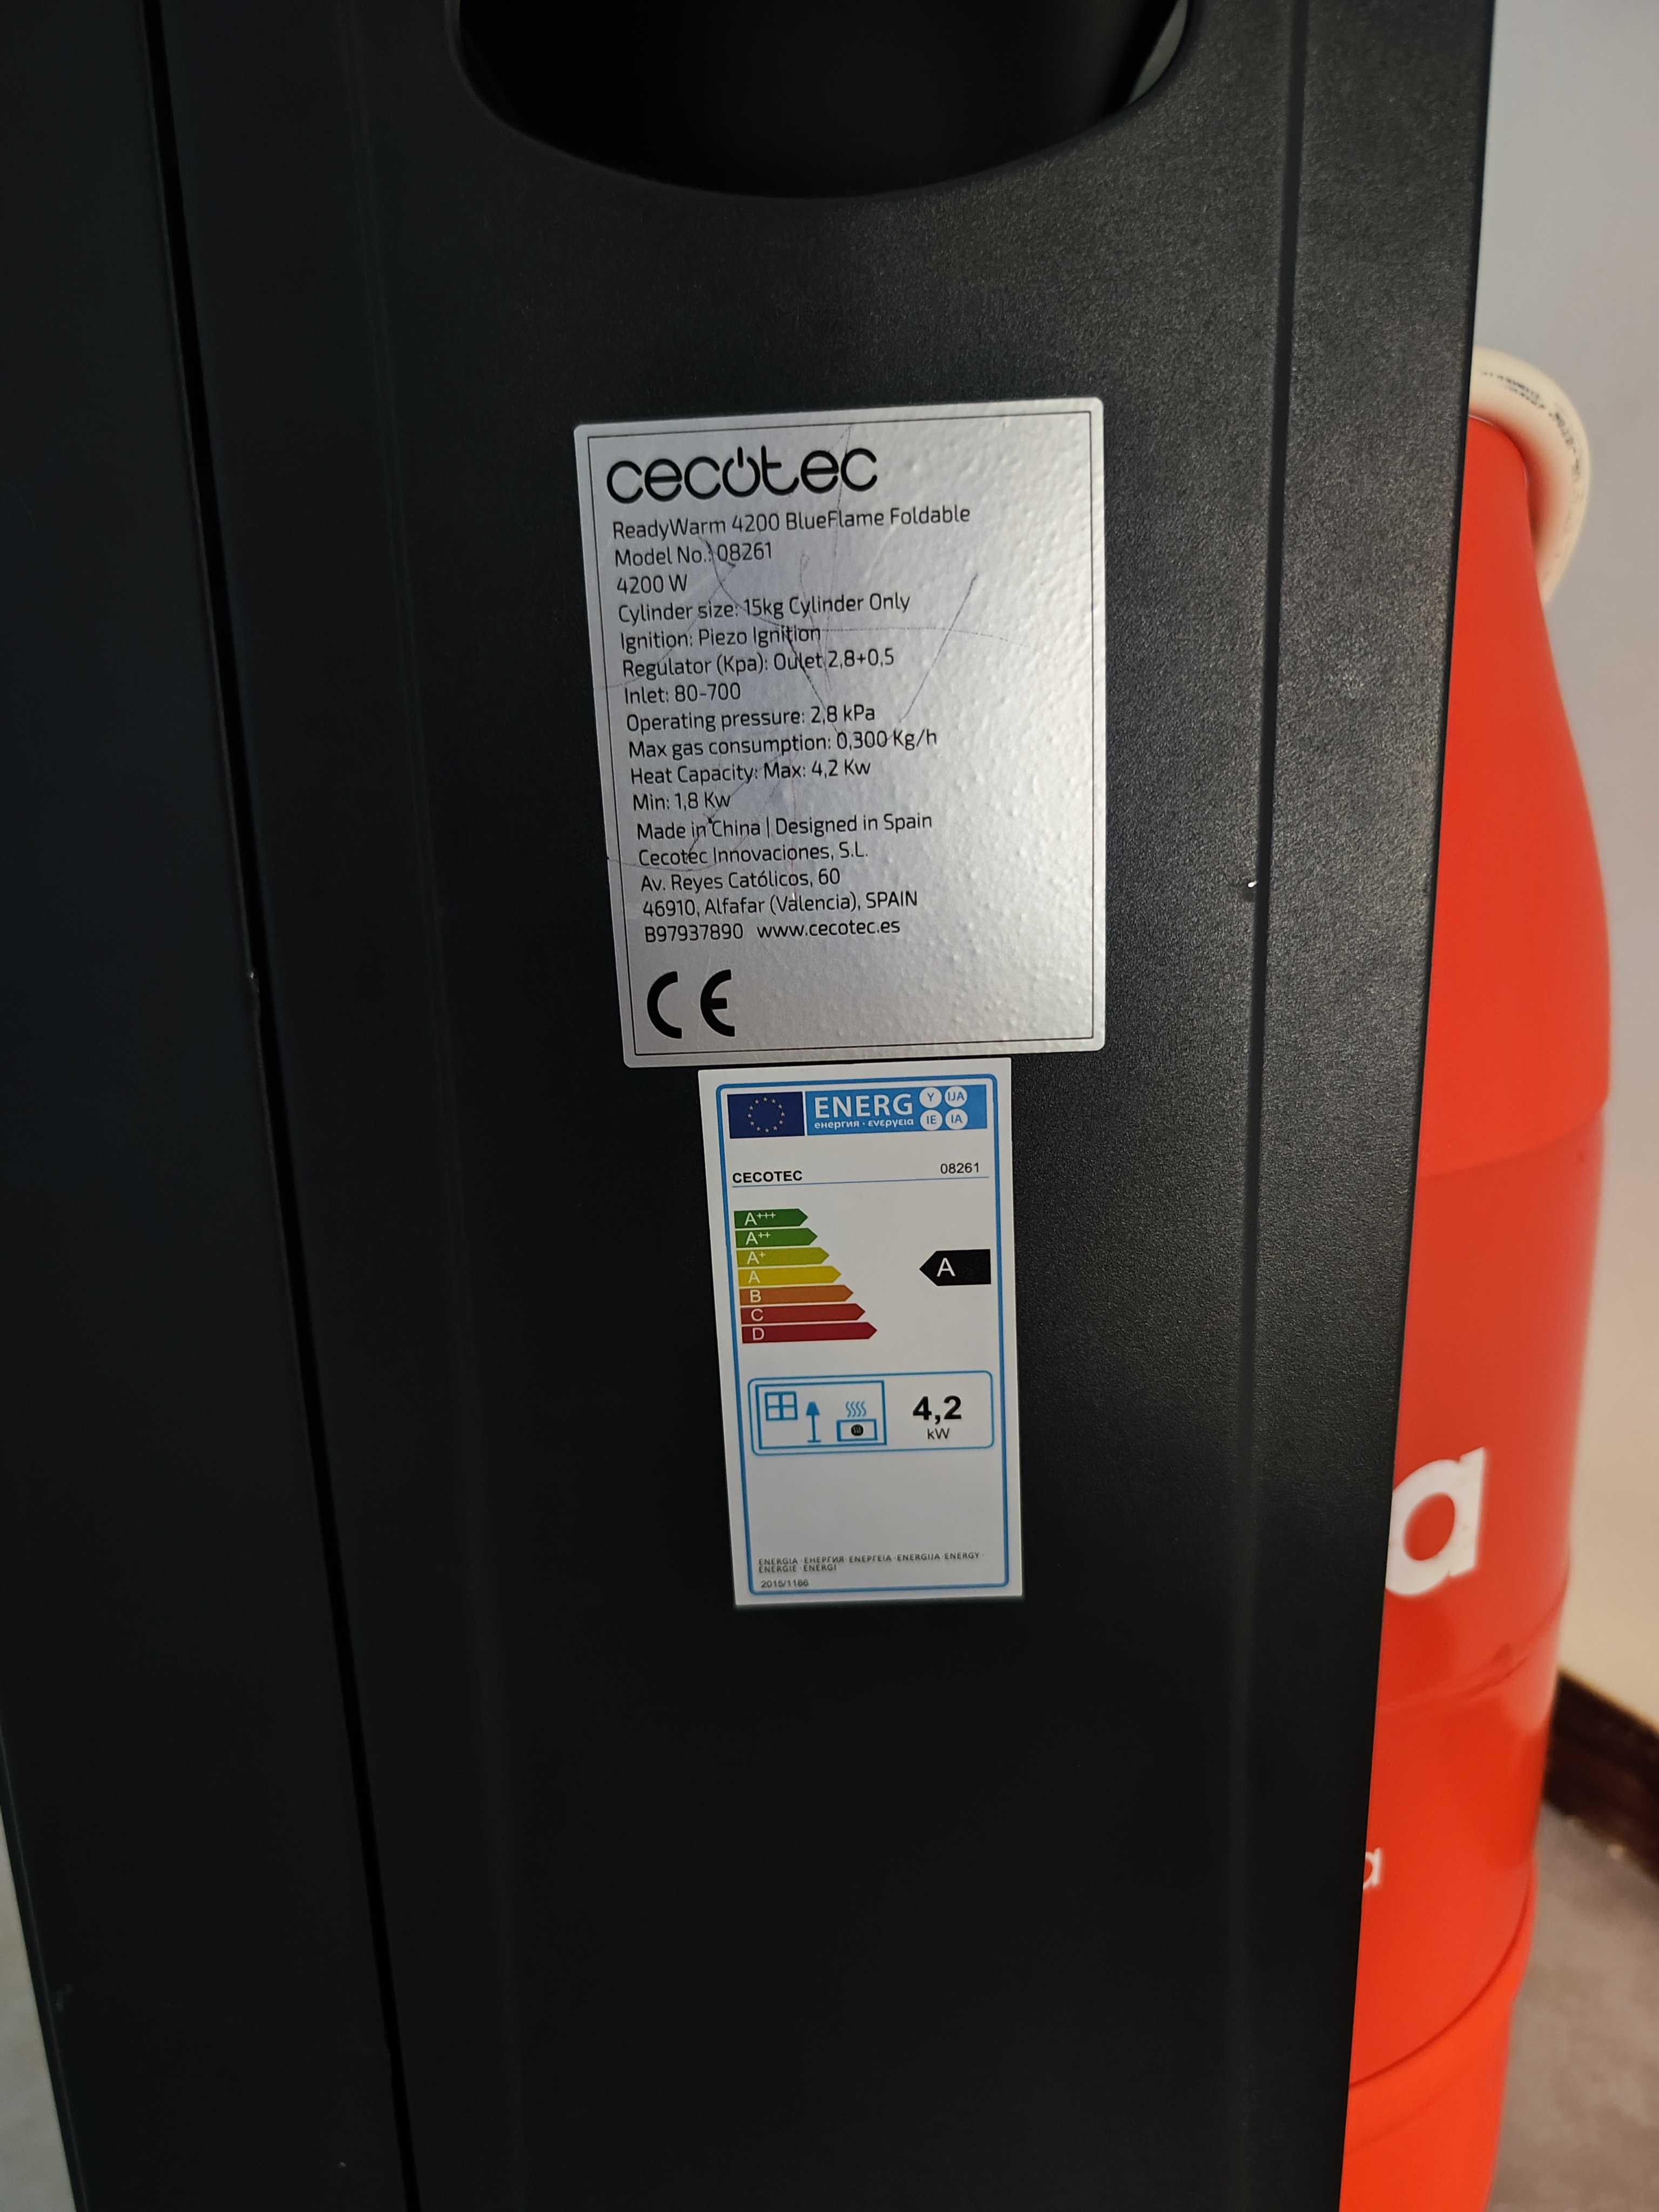 cecotec
ReadyWarm 4200 BlueFlame Foldable
Model No.: 08261
4200 W
Cylinder size: 15kg Cylinder Only
Ignition: Piezo Ignition
Regulator (Kpa): Oulet 2,8+0,5
Inlet: 80-700
Operating pressure: 2,8 kPa
Max gas consumption: 0,300 Kg/h
Heat Capacity: Max: 4,2 Kw
Min: 1,8 Kw
Made in China | Designed in Spain
Cecotec Innovaciones, S.L.
Av. Reyes Católicos, 60
46910, Alfafar (Valencia), SPAIN
B97937890 www.cecotec.es
CE
ENERG Y IJA
енергия · ενεργεια IE IA
CECOTEC 08261
A+++
A++
A+
A
A
B
C
D
4,2
kW
ENERGIA · ЕНЕРГИЯ · ΕΝΕΡΓΕΙΑ · ENERGIJA · ENERGY ·
ENERGIE · ENERGI
2015/1186
a
a